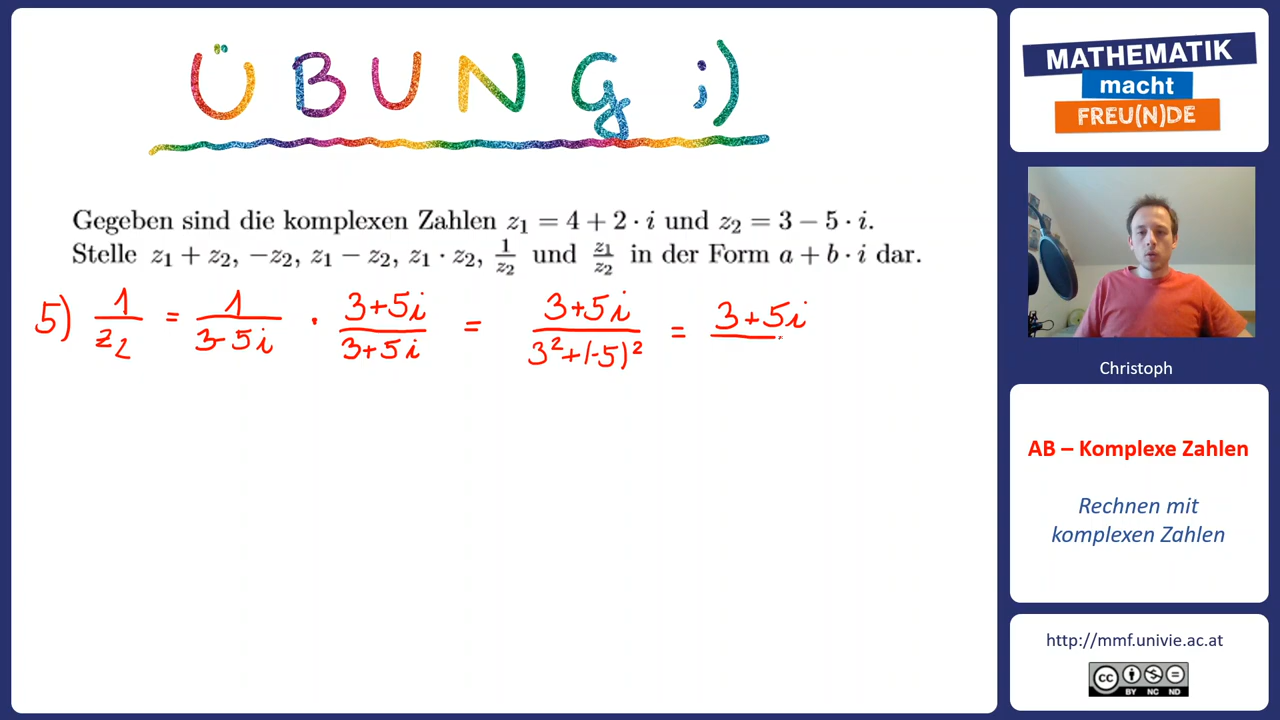 ÜBUNG ;)
Gegeben sind die komplexen Zahlen z₁ = 4 + 2 · i und z₂ = 3 − 5 · i.
Stelle z₁ + z₂, −z₂, z₁ − z₂, z₁ · z₂, 1/z₂ und z₁/z₂ in der Form a + b · i dar.
5) 1/z₂ = 1/(3-5i) · (3+5i)/(3+5i) = (3+5i)/(3²+(-5)²) = 3+5i
MATHEMATIK
macht
FREU(N)DE
Christoph
AB – Komplexe Zahlen
Rechnen mit
komplexen Zahlen
http://mmf.univie.ac.at
cc
BY NC ND